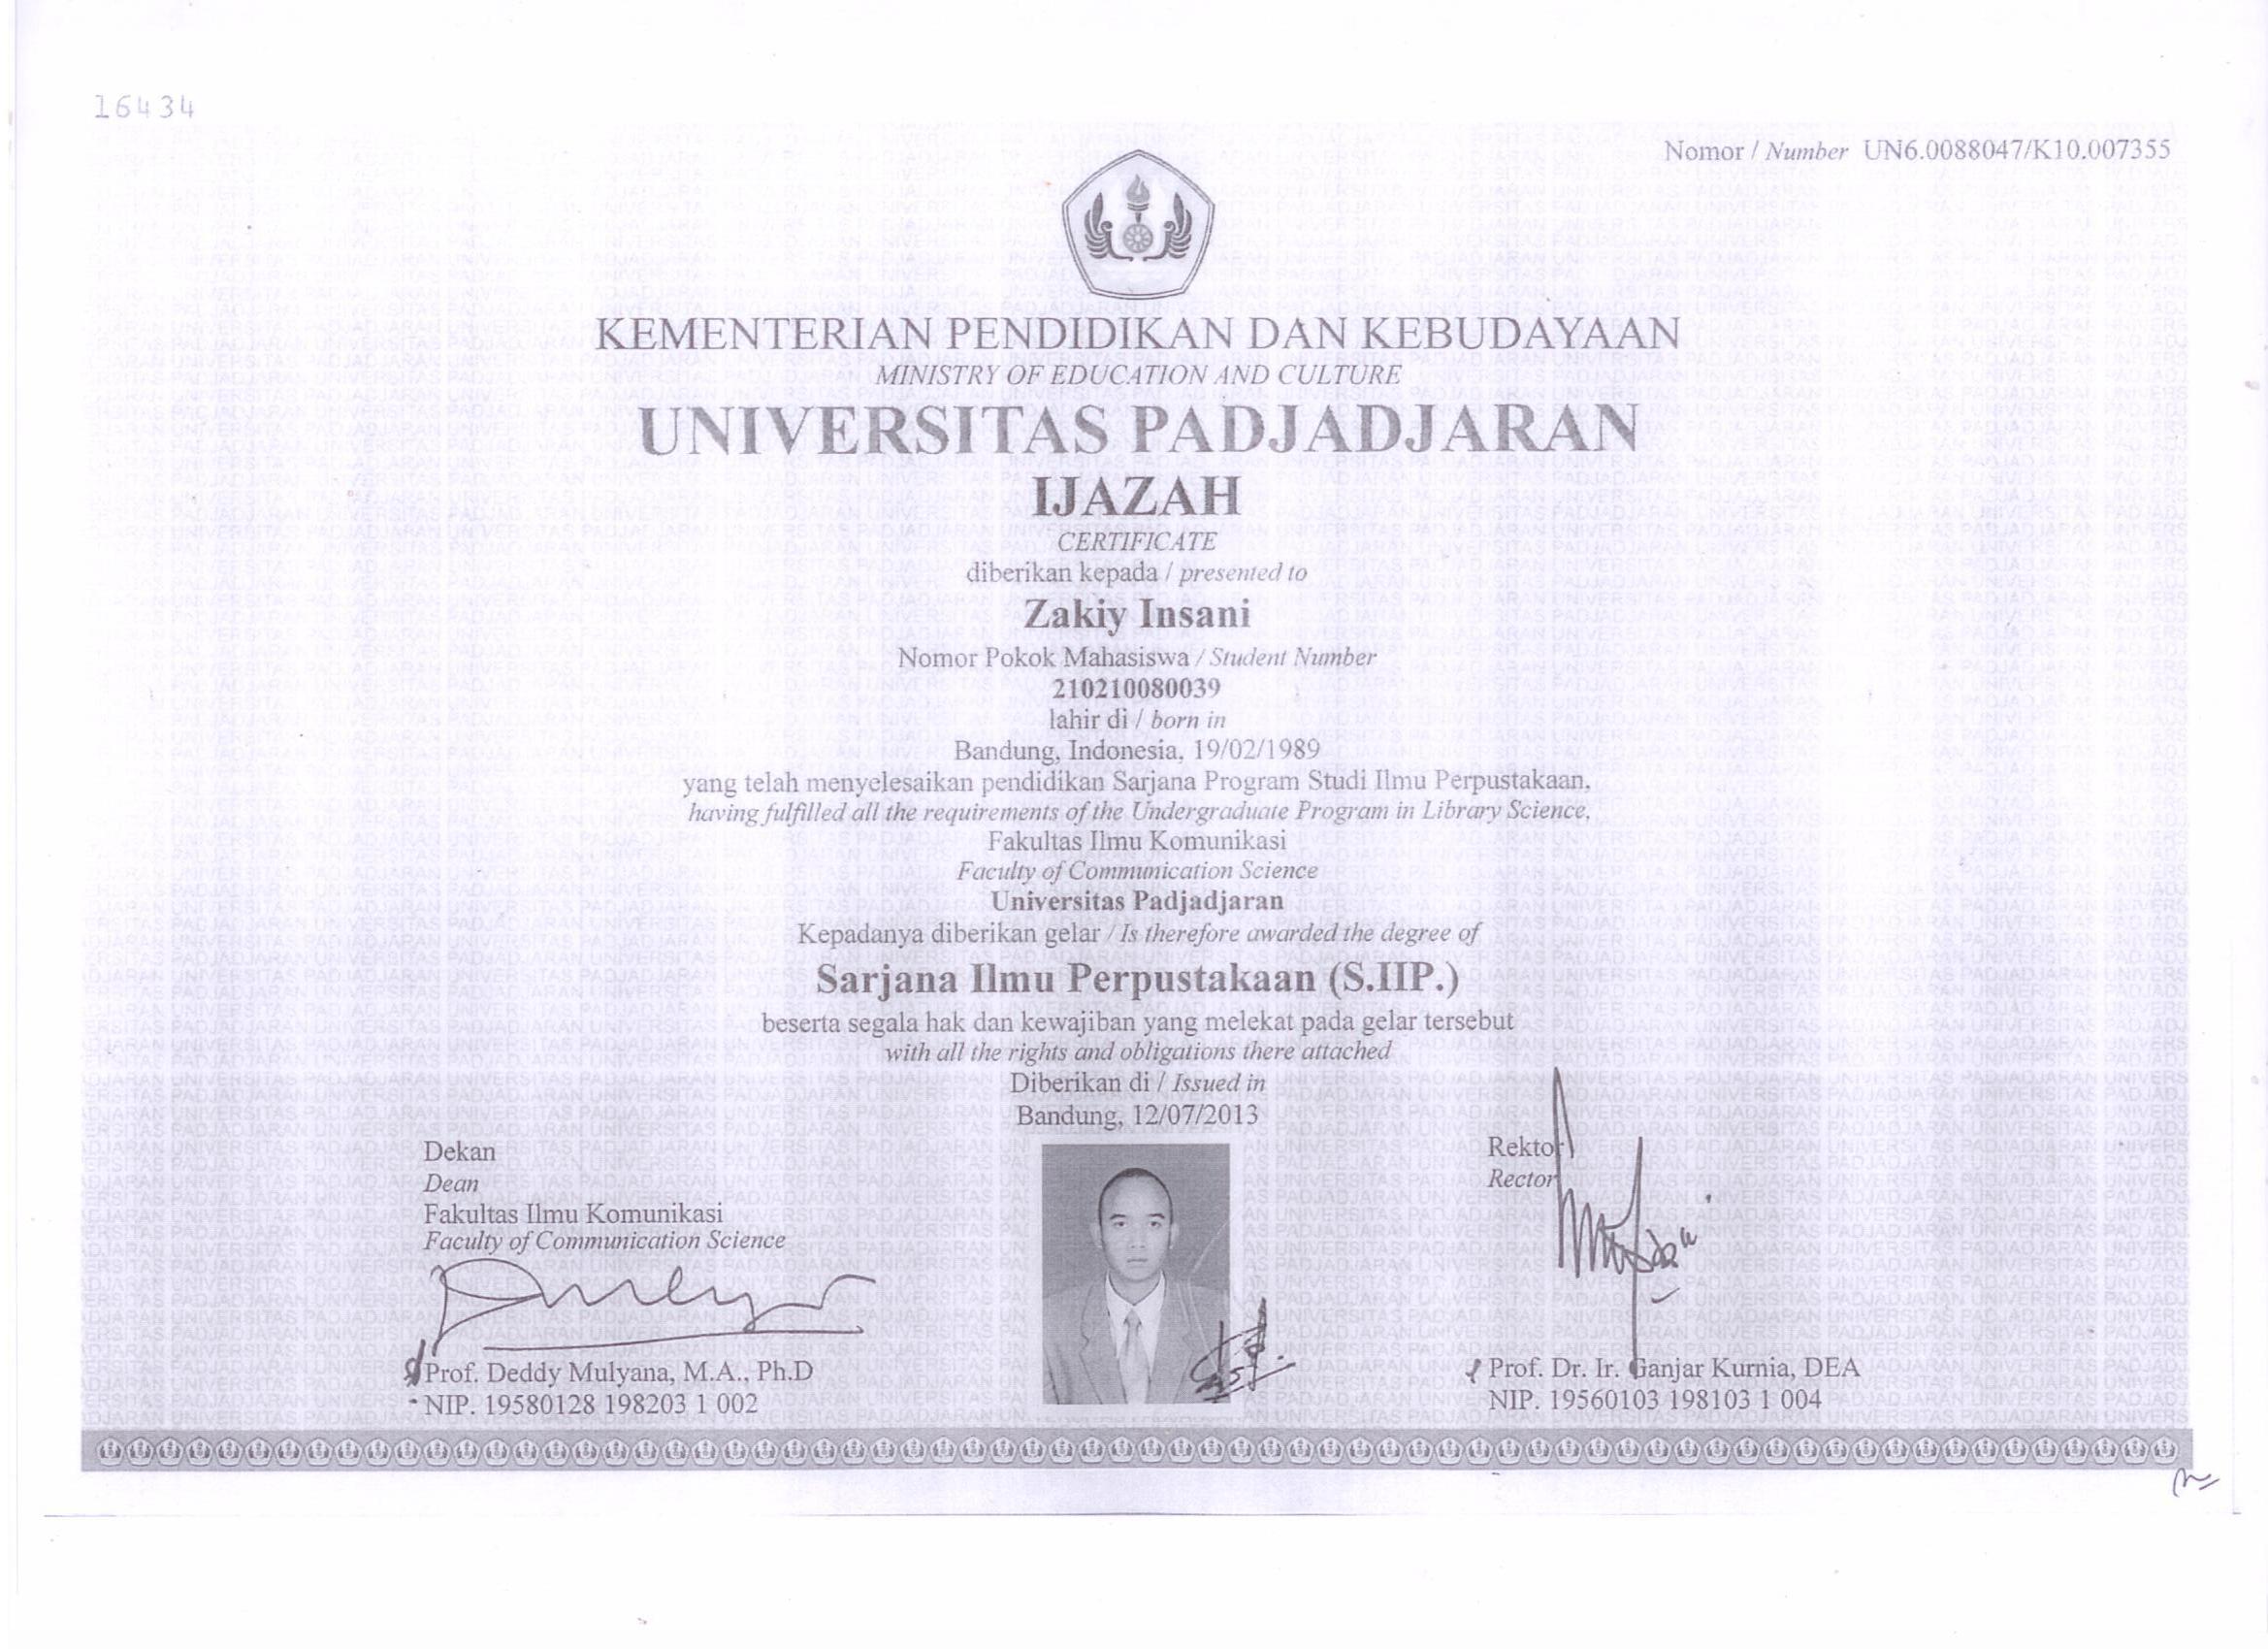 16434
Nomor / Number UN6.0088047/K10.007355
KEMENTERIAN PENDIDIKAN DAN KEBUDAYAAN
MINISTRY OF EDUCATION AND CULTURE
UNIVERSITAS PADJADJARAN
IJAZAH
CERTIFICATE
diberikan kepada / presented to
Zakiy Insani
Nomor Pokok Mahasiswa / Student Number
210210080039
lahir di / born in
Bandung, Indonesia, 19/02/1989
yang telah menyelesaikan pendidikan Sarjana Program Studi Ilmu Perpustakaan,
having fulfilled all the requirements of the Undergraduate Program in Library Science,
Fakultas Ilmu Komunikasi
Faculty of Communication Science
Universitas Padjadjaran
Kepadanya diberikan gelar / Is therefore awarded the degree of
Sarjana Ilmu Perpustakaan (S.IIP.)
beserta segala hak dan kewajiban yang melekat pada gelar tersebut
with all the rights and obligations there attached
Diberikan di / Issued in
Bandung, 12/07/2013
Dekan
Dean
Fakultas Ilmu Komunikasi
Faculty of Communication Science
Prof. Deddy Mulyana, M.A., Ph.D
NIP. 19580128 198203 1 002
Rektor
Rector
Prof. Dr. Ir. Ganjar Kurnia, DEA
NIP. 19560103 198103 1 004